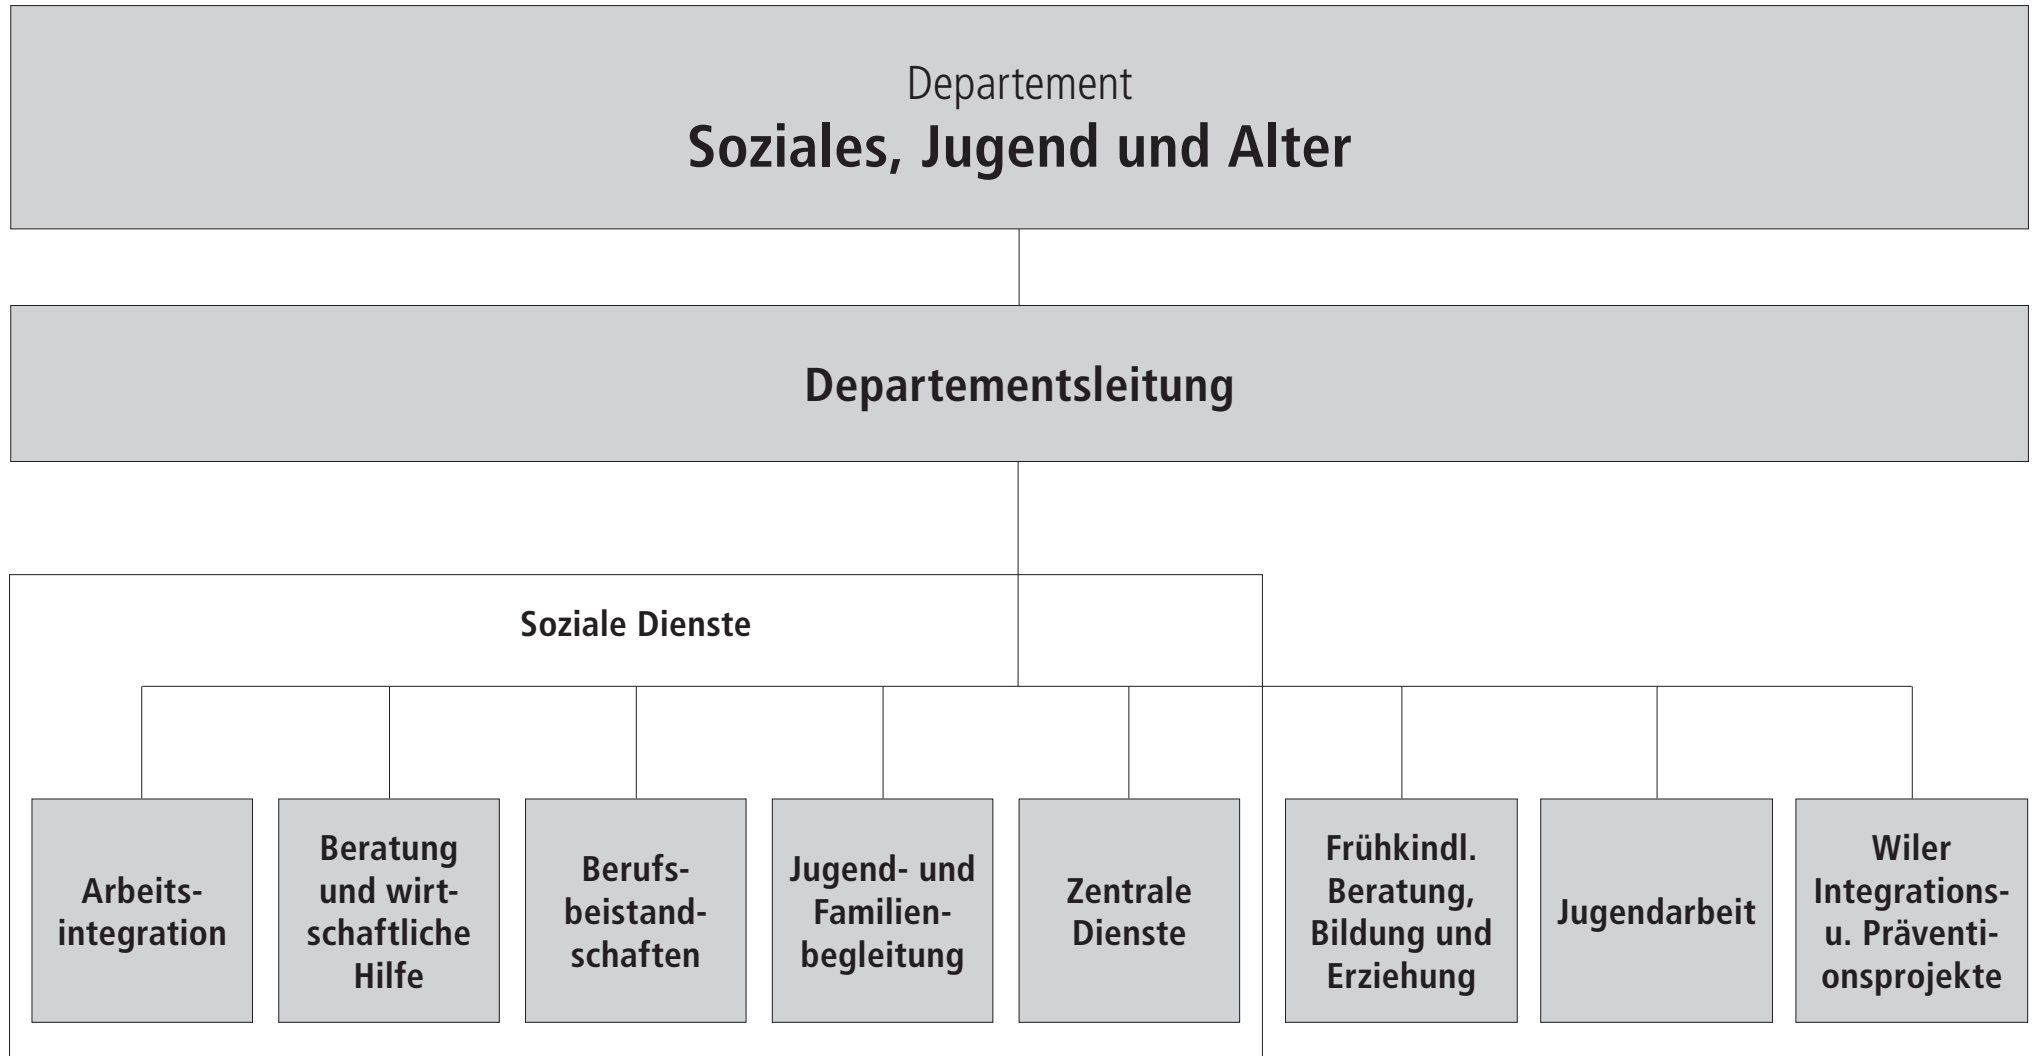 Departement
Soziales, Jugend und Alter
Departementsleitung
Soziale Dienste
Arbeits-
integration
Beratung
und wirt-
schaftliche
Hilfe
Berufs-
beistand-
schaften
Jugend- und
Familien-
begleitung
Zentrale
Dienste
Frühkindl.
Beratung,
Bildung und
Erziehung
Jugendarbeit
Wiler
Integrations-
u. Präventi-
onsprojekte